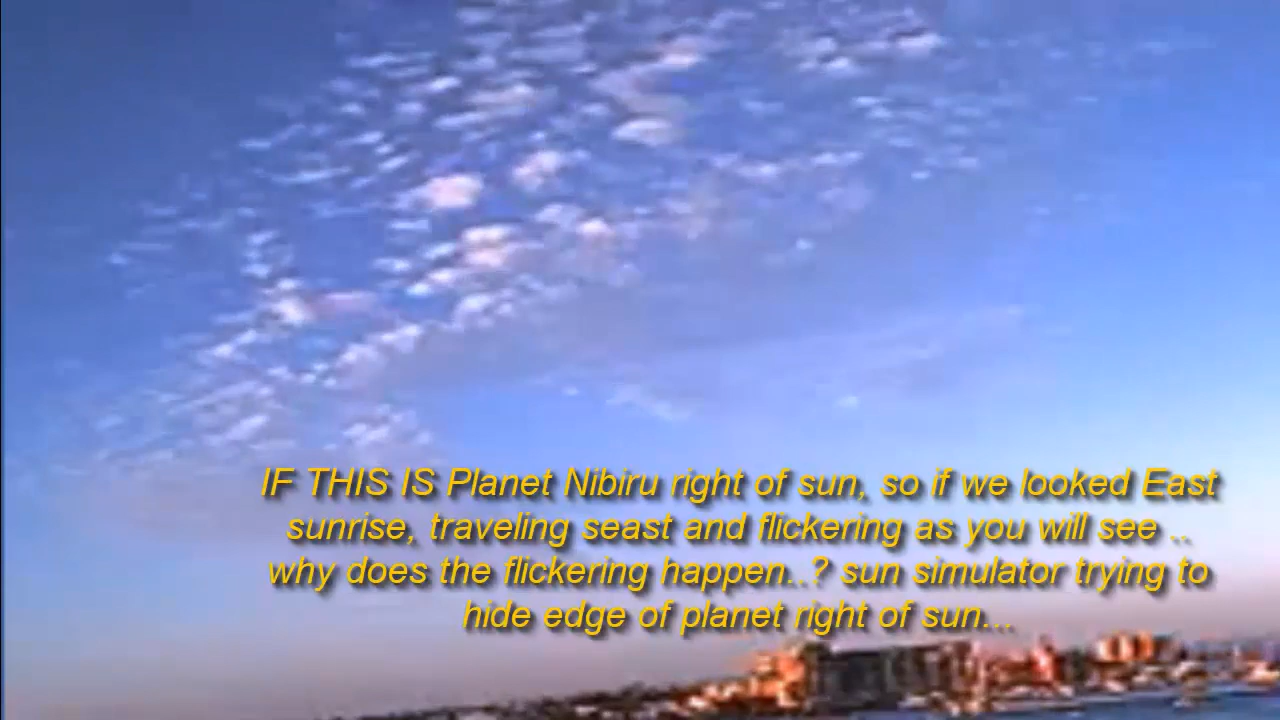 IF THIS IS Planet Nibiru right of sun, so if we looked East
sunrise, traveling seast and flickering as you will see ..
why does the flickering happen..? sun simulator trying to
hide edge of planet right of sun...